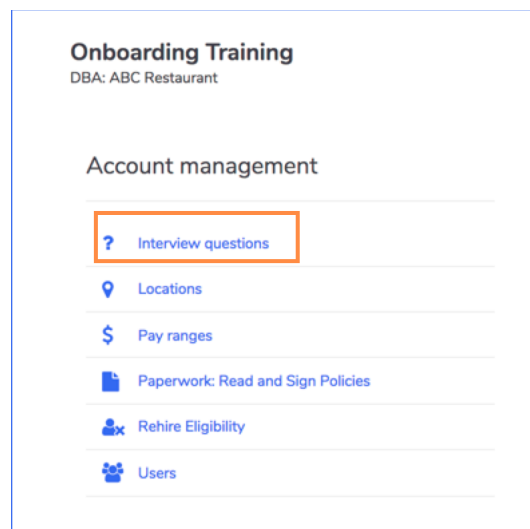 Onboarding Training
DBA: ABC Restaurant
Account management
? Interview questions
Locations
$ Pay ranges
Paperwork: Read and Sign Policies
Rehire Eligibility
Users